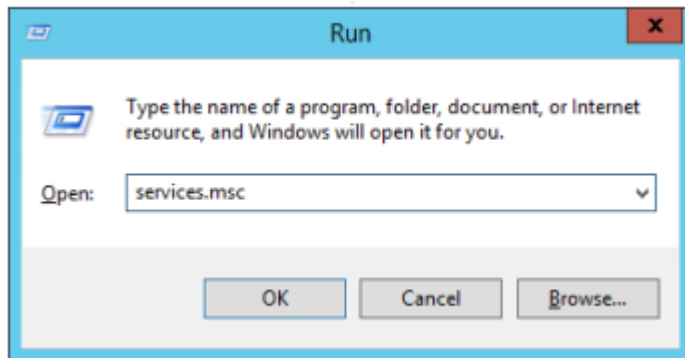 Run
x
Type the name of a program, folder, document, or Internet
resource, and Windows will open it for you.
Open: services.msc
OK Cancel Browse...